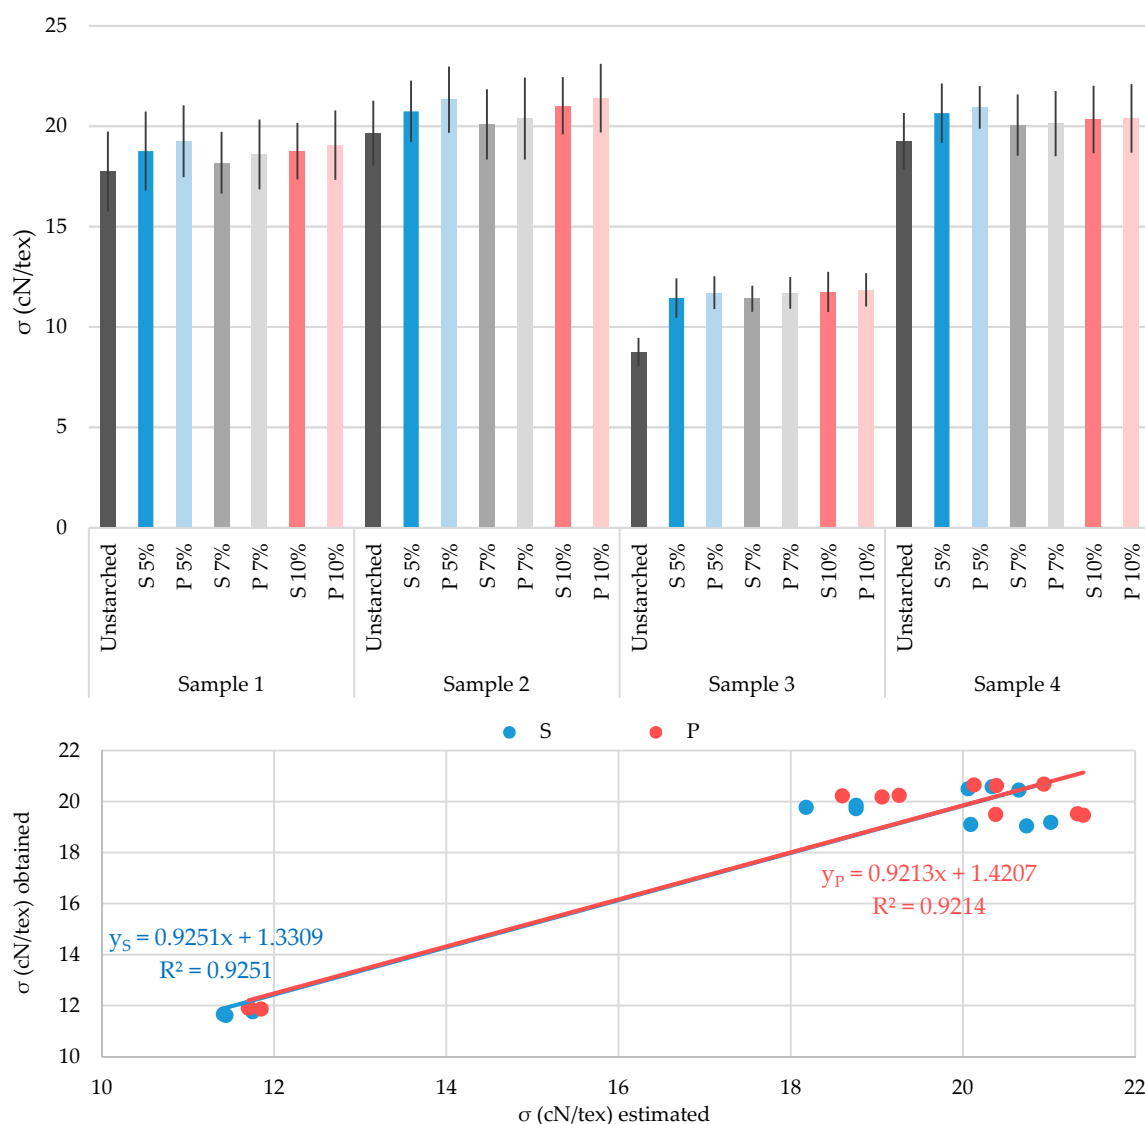 25
20
15
10
5
0
σ (cN/tex)
Unstarched
S 5%
P 5%
S 7%
P 7%
S 10%
P 10%
Unstarched
S 5%
P 5%
S 7%
P 7%
S 10%
P 10%
Unstarched
S 5%
P 5%
S 7%
P 7%
S 10%
P 10%
Unstarched
S 5%
P 5%
S 7%
P 7%
S 10%
P 10%
Sample 1 Sample 2 Sample 3 Sample 4
S P
22
20
18
16
14
12
10
σ (cN/tex) obtained
y_P = 0.9213x + 1.4207
R² = 0.9214
y_S = 0.9251x + 1.3309
R² = 0.9251
10 12 14 16 18 20 22
σ (cN/tex) estimated